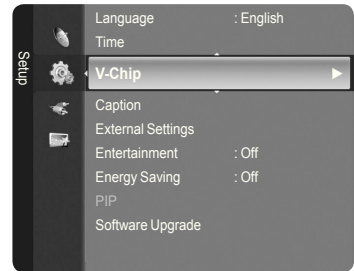 Setup
Language : English
Time
V-Chip
Caption
External Settings
Entertainment : Off
Energy Saving : Off
PIP
Software Upgrade